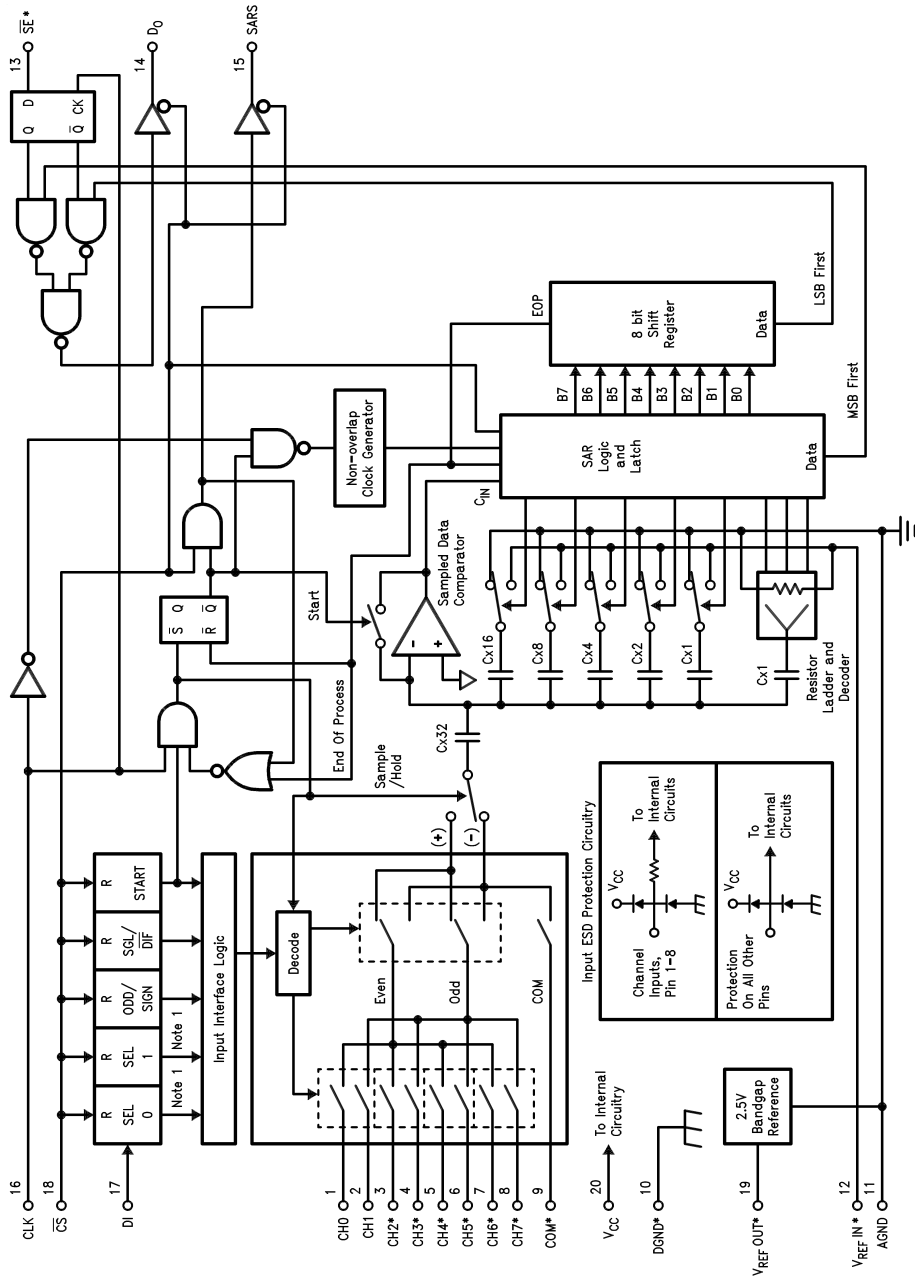 CLK
16
CS
18
DI
17
R
SEL
0
R
SEL
1
R
ODD/
SIGN
R
SGL/
DIF
R
START
Note 1
Note 1
Input Interface Logic
Decode
CH0
1
CH1
2
CH2*
3
CH3*
4
CH4*
5
CH5*
6
CH6*
7
CH7*
8
COM*
9
Even
Odd
COM
(+)
(-)
Sample
/Hold
End Of Process
Start
S
Q
R
Q
Cx32
Sampled Data
Comparator
-
+
Cx16
Cx8
Cx4
Cx2
Cx1
Cx1
Resistor
Ladder and
Decoder
Non-overlap
Clock Generator
CIN
SAR
Logic
and
Latch
Data
B7
B6
B5
B4
B3
B2
B1
B0
EOP
8 bit
Shift
Register
Data
MSB First
LSB First
Q
D
Q
CK
13
SE*
14
DO
15
SARS
VCC
20
To Internal
Circuitry
DGND*
10
VREF OUT*
19
2.5V
Bandgap
Reference
VREF IN*
12
AGND
11
Input ESD Protection Circuitry
VCC
Channel
Inputs,
Pin 1-8
To
Internal
Circuits
VCC
Protection
On All Other
Pins
To
Internal
Circuits